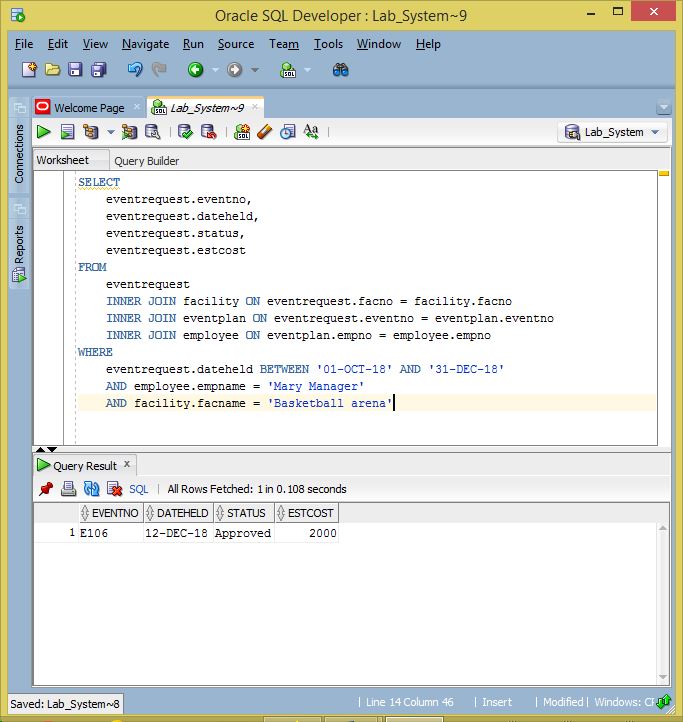 Oracle SQL Developer : Lab_System~9
File Edit View Navigate Run Source Team Tools Window Help
Welcome Page Lab_System~9
Lab_System
Connections
Reports
Worksheet Query Builder
SELECT
eventrequest.eventno,
eventrequest.dateheld,
eventrequest.status,
eventrequest.estcost
FROM
eventrequest
INNER JOIN facility ON eventrequest.facno = facility.facno
INNER JOIN eventplan ON eventrequest.eventno = eventplan.eventno
INNER JOIN employee ON eventplan.empno = employee.empno
WHERE
eventrequest.dateheld BETWEEN '01-OCT-18' AND '31-DEC-18'
AND employee.empname = 'Mary Manager'
AND facility.facname = 'Basketball arena'
Query Result x
SQL | All Rows Fetched: 1 in 0.108 seconds
EVENTNO DATEHELD STATUS ESTCOST
1 E106 12-DEC-18 Approved 2000
Saved: Lab_System~8 | Line 14 Column 46 | Insert | Modified | Windows: